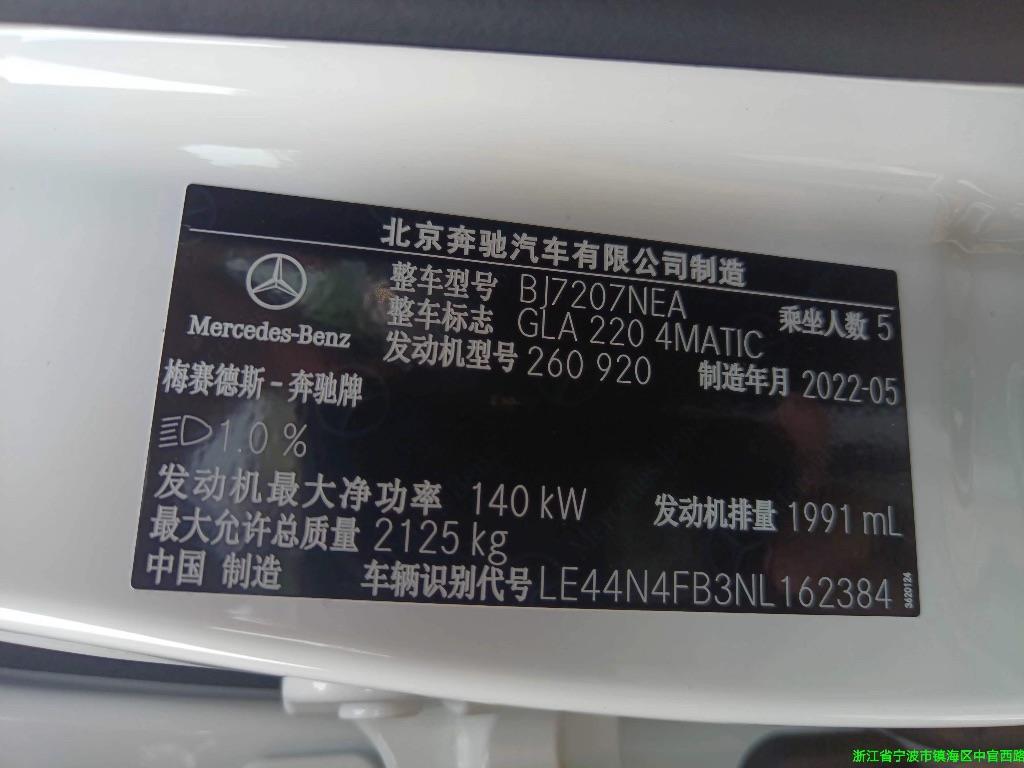 北京奔驰汽车有限公司制造
整车型号 BJ7207NEA
乘坐人数 5
整车标志 GLA 220 4MATIC
Mercedes-Benz
发动机型号 260 920
制造年月 2022-05
梅赛德斯-奔驰牌
1.0 %
发动机最大净功率 140 kW
发动机排量 1991 mL
最大允许总质量 2125 kg
中国 制造
车辆识别代号 LE44N4FB3NL162384
3620124
浙江省宁波市镇海区中官西路